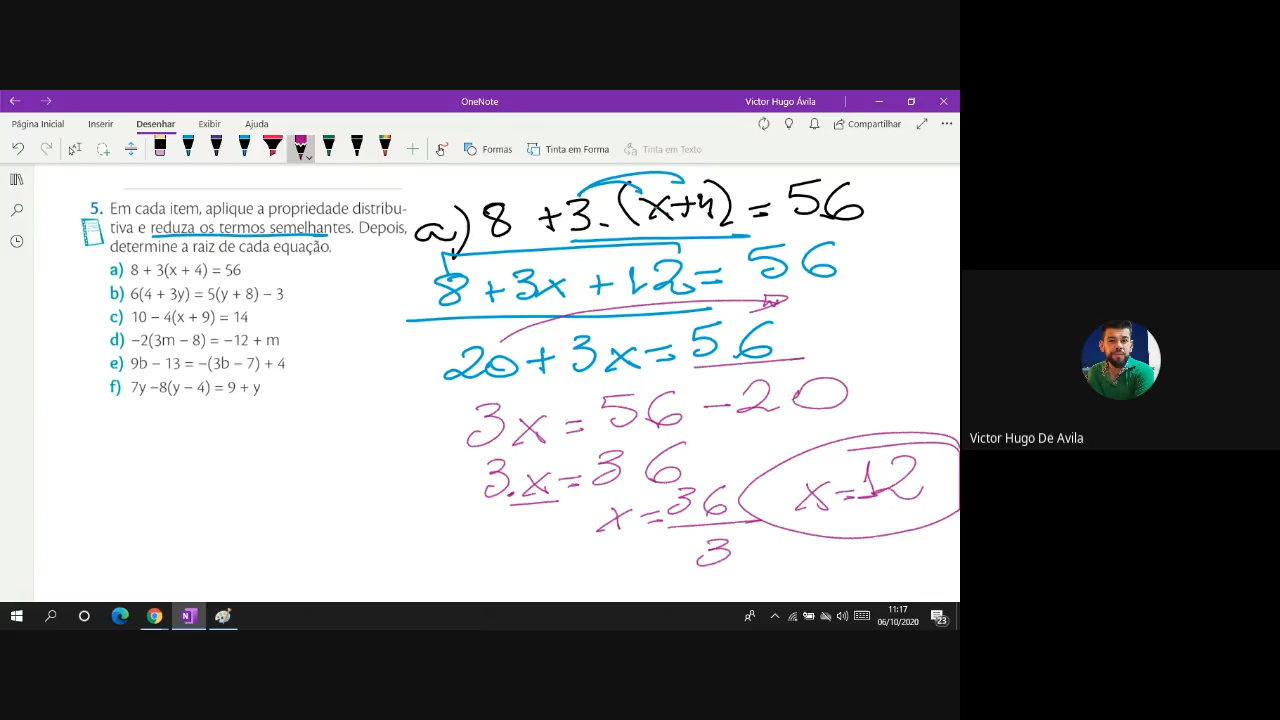 OneNote
Victor Hugo Ávila
Página Inicial Inserir Desenhar Exibir Ajuda
Compartilhar
Formas Tinta em Forma Tinta em Texto
5. Em cada item, aplique a propriedade distribu-
tiva e reduza os termos semelhantes. Depois,
determine a raiz de cada equação.
a) 8 + 3(x + 4) = 56
b) 6(4 + 3y) = 5(y + 8) − 3
c) 10 − 4(x + 9) = 14
d) −2(3m − 8) = −12 + m
e) 9b − 13 = −(3b − 7) + 4
f) 7y −8(y − 4) = 9 + y
a) 8 + 3.(x+4) = 56
8 + 3x + 12 = 56
20 + 3x = 56
3x = 56 - 20
3.x = 36
x = 36
3
x = 12
Victor Hugo De Avila
11:17
06/10/2020
23